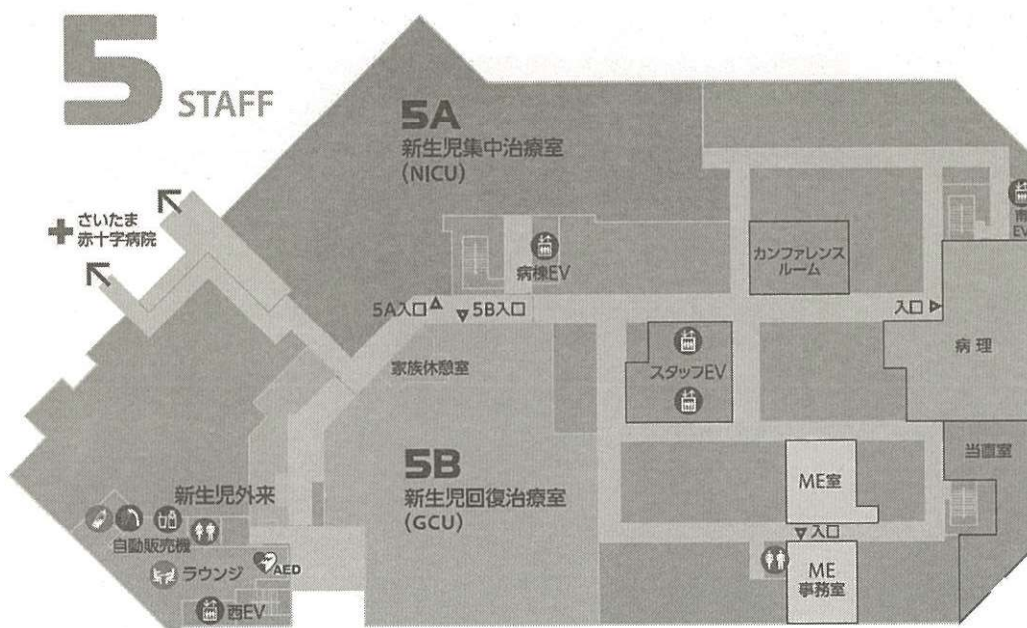 5 STAFF
5A
新生児集中治療室
(NICU)
さいたま
赤十字病院
南
EV
病棟EV
カンファレンス
ルーム
5A入口
5B入口
入口
病理
家族休憩室
スタッフEV
5B
新生児回復治療室
(GCU)
当直室
ME室
新生児外来
入口
自動販売機
AED
ラウンジ
ME
事務室
西EV